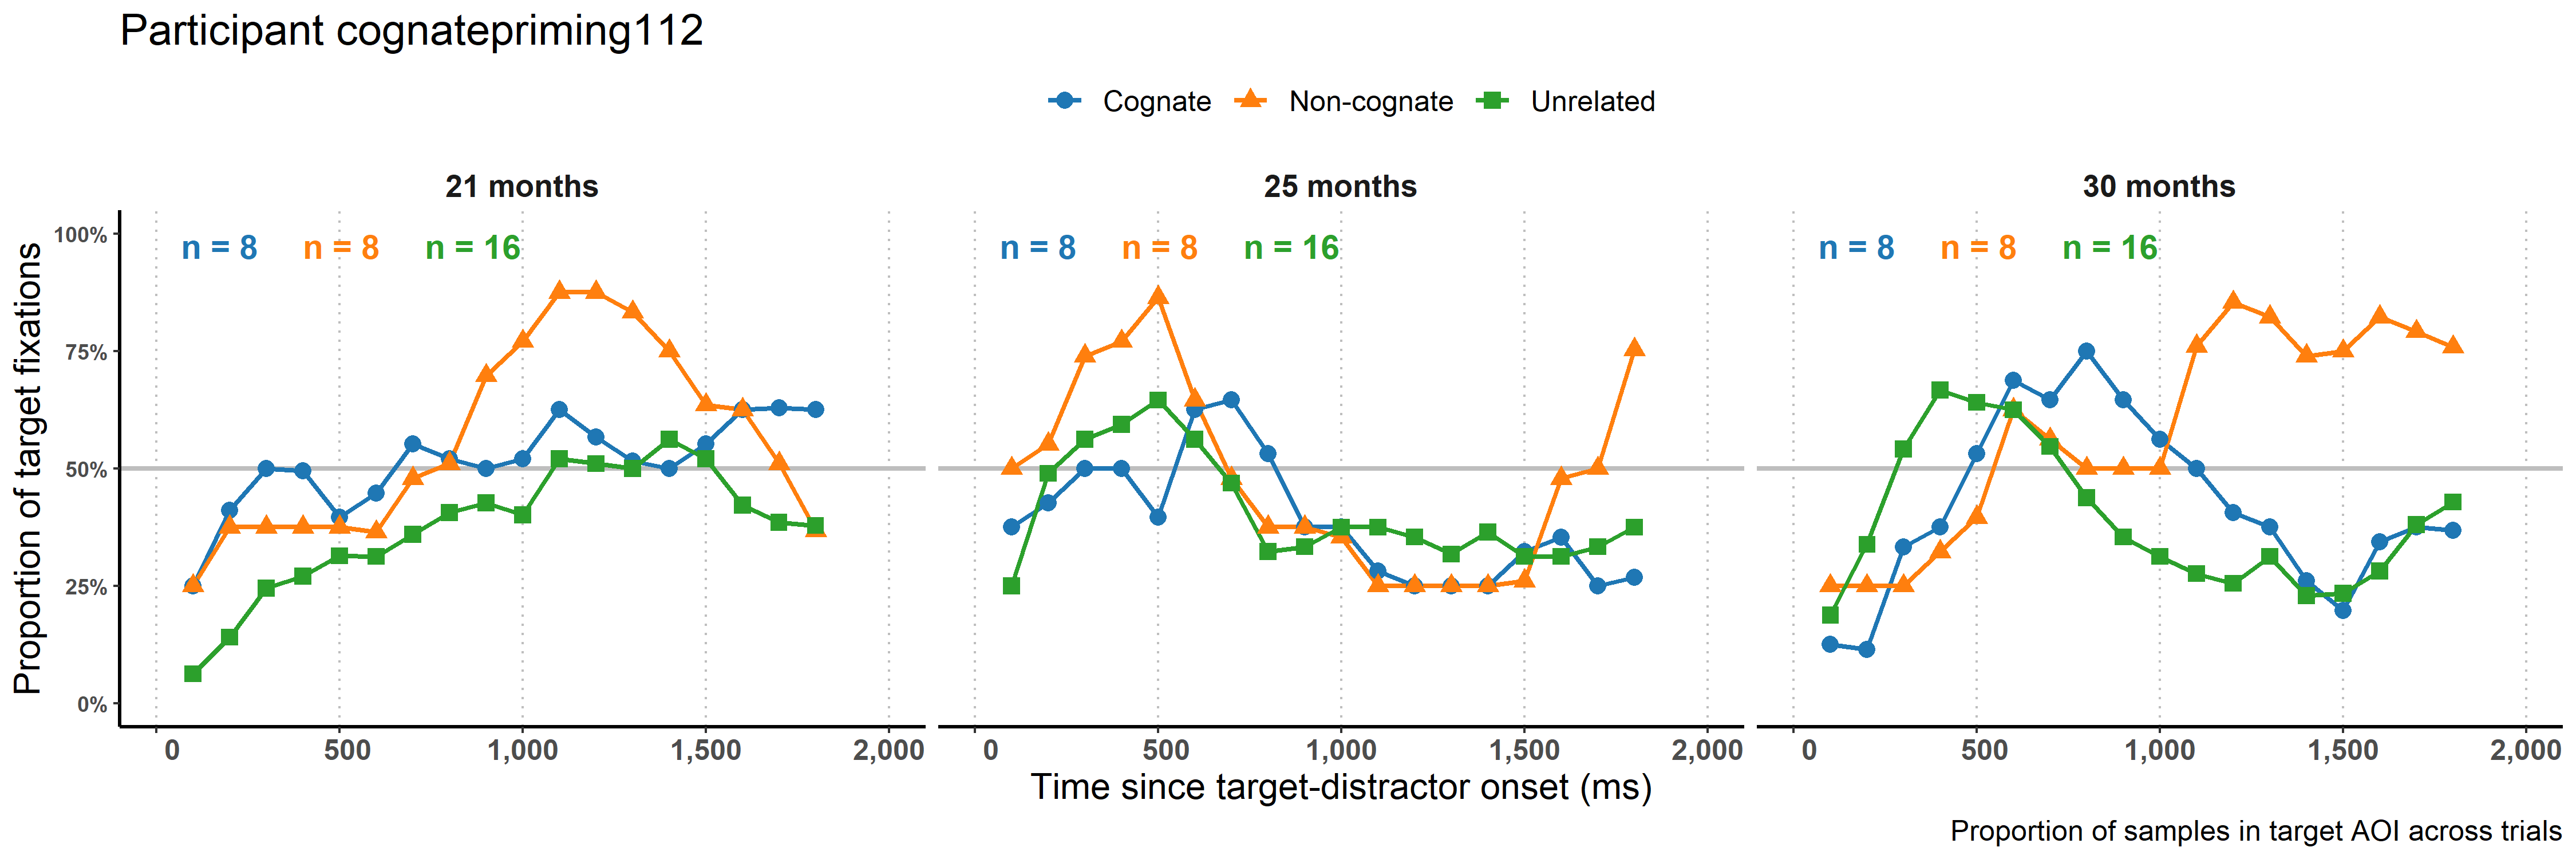 Participant cognatepriming112
Cognate Non-cognate Unrelated
21 months 25 months 30 months
n = 8 n = 8 n = 16 n = 8 n = 8 n = 16 n = 8 n = 8 n = 16
Proportion of target fixations
100%
75%
50%
25%
0%
0 500 1,000 1,500 2,000 0 500 1,000 1,500 2,000 0 500 1,000 1,500 2,000
Time since target-distractor onset (ms)
Proportion of samples in target AOI across trials